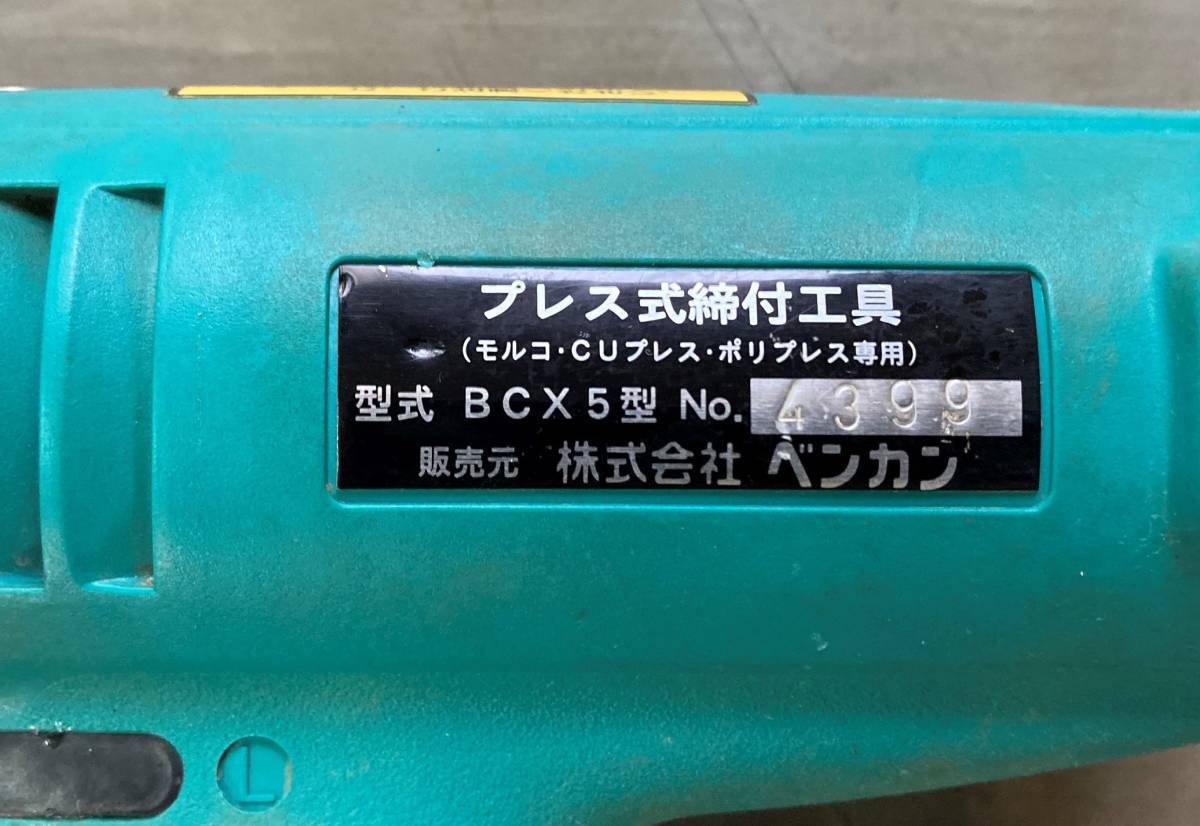 プレス式締付工具
(モルコ・CUプレス・ポリプレス専用)
型式 BCX5型 No. 4399
販売元 株式会社 ベンカン
L